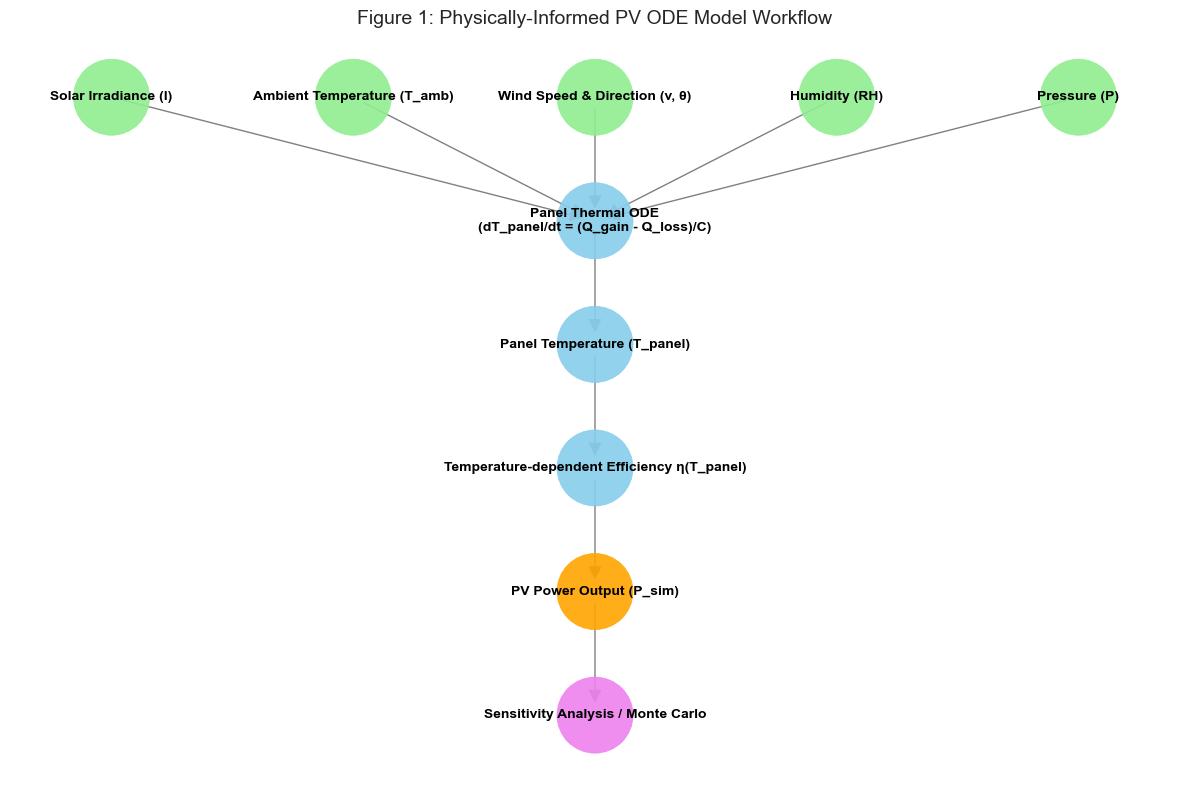 Figure 1: Physically-Informed PV ODE Model Workflow
Solar Irradiance (I)
Ambient Temperature (T_amb)
Wind Speed & Direction (v, θ)
Humidity (RH)
Pressure (P)
Panel Thermal ODE
(dT_panel/dt = (Q_gain - Q_loss)/C)
Panel Temperature (T_panel)
Temperature-dependent Efficiency η(T_panel)
PV Power Output (P_sim)
Sensitivity Analysis / Monte Carlo